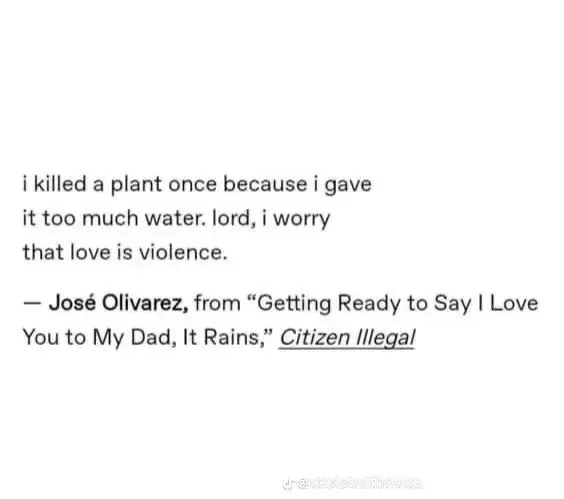 i killed a plant once because i gave
it too much water. lord, i worry
that love is violence.
— José Olivarez, from “Getting Ready to Say I Love
You to My Dad, It Rains,” Citizen Illegal